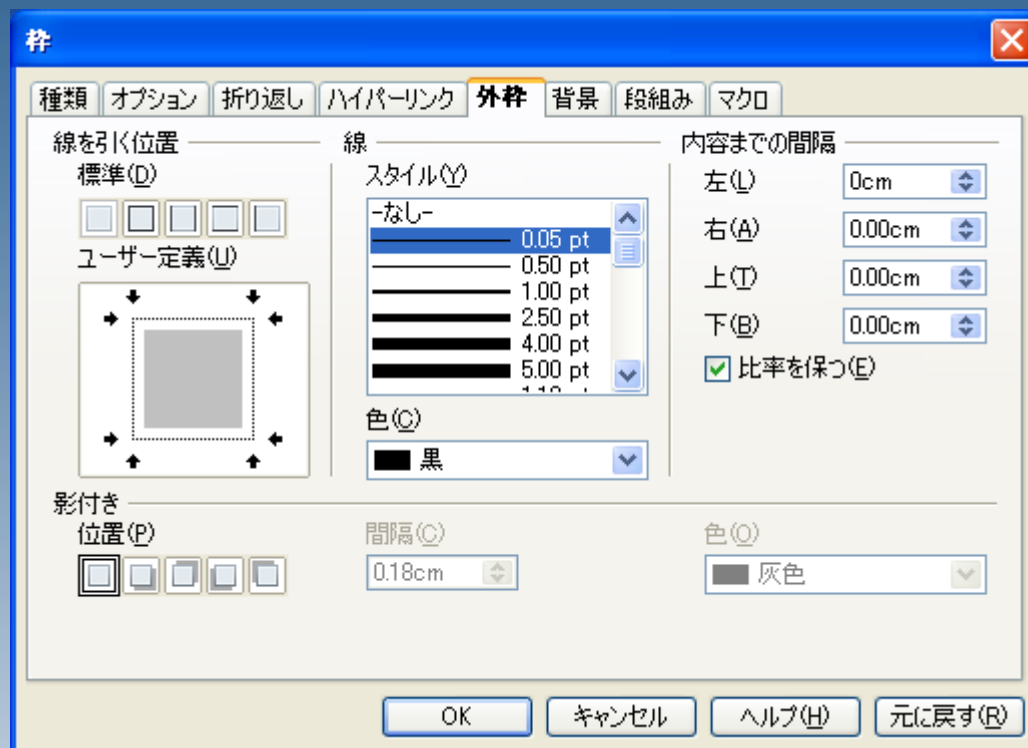 枠
種類 オプション 折り返し ハイパーリンク 外枠 背景 段組み マクロ
線を引く位置
標準(D)
ユーザー定義(U)
線
スタイル(Y)
-なし-
0.05 pt
0.50 pt
1.00 pt
2.50 pt
4.00 pt
5.00 pt
色(C)
黒
内容までの間隔
左(L) 0cm
右(A) 0.00cm
上(T) 0.00cm
下(B) 0.00cm
比率を保つ(E)
影付き
位置(P)
間隔(C)
0.18cm
色(O)
灰色
OK キャンセル ヘルプ(H) 元に戻す(R)